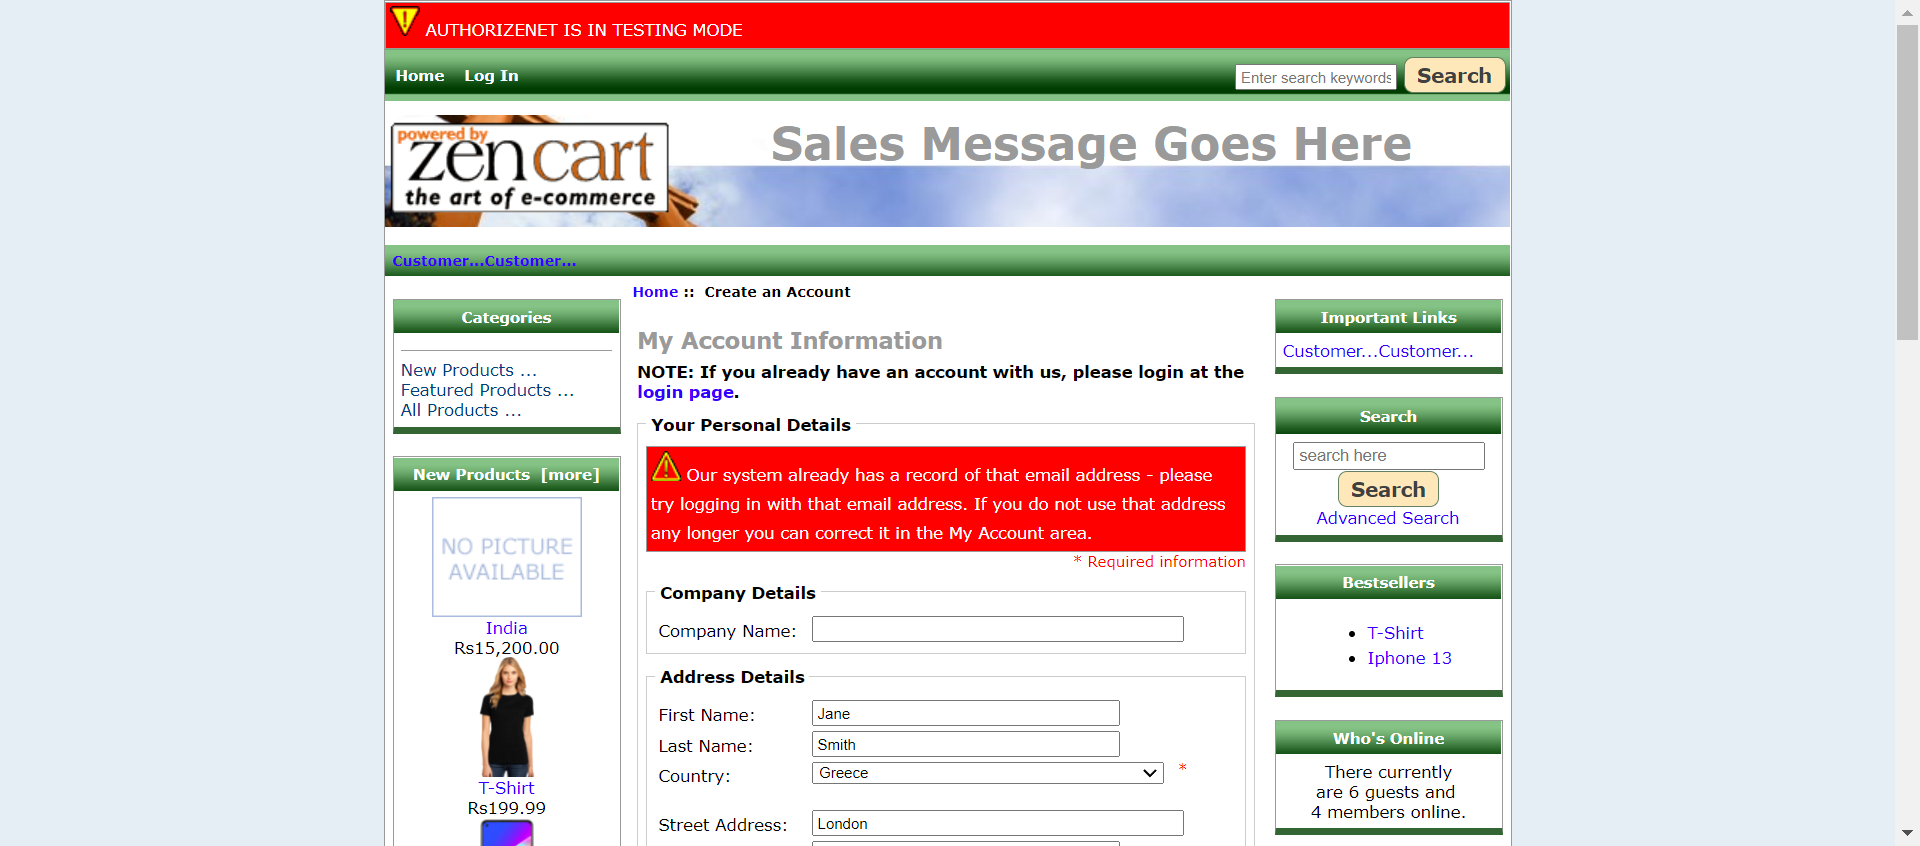 AUTHORIZENET IS IN TESTING MODE
Home Log In
Enter search keywords Search
powered by
zen cart
the art of e-commerce
Sales Message Goes Here
Customer...Customer...
Home :: Create an Account
Categories
New Products ...
Featured Products ...
All Products ...
New Products [more]
NO PICTURE
AVAILABLE
India
Rs15,200.00
T-Shirt
Rs199.99
My Account Information
NOTE: If you already have an account with us, please login at the
login page.
Your Personal Details
Our system already has a record of that email address - please
try logging in with that email address. If you do not use that address
any longer you can correct it in the My Account area.
* Required information
Company Details
Company Name:
Address Details
First Name: Jane
Last Name: Smith
Country: Greece *
Street Address: London
Important Links
Customer...Customer...
Search
search here
Search
Advanced Search
Bestsellers
T-Shirt
Iphone 13
Who's Online
There currently
are 6 guests and
4 members online.